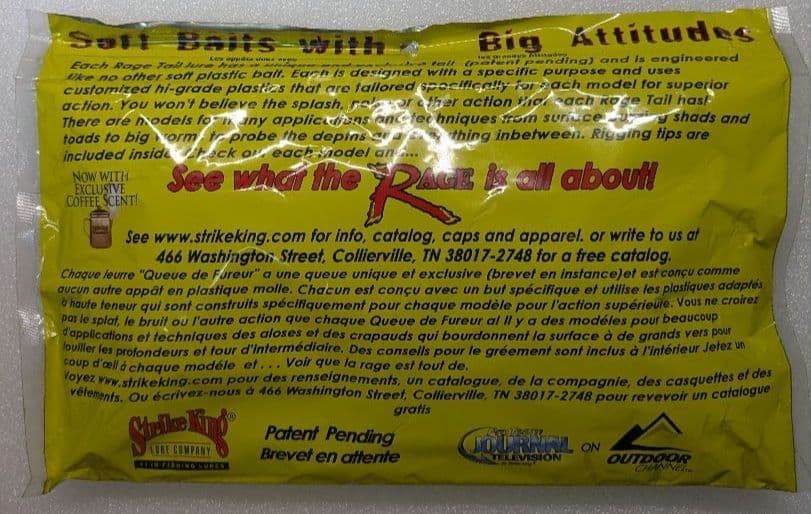 Soft Baits with a Big Attitudes
Each Rage Tail lure has a unique and exclusive tail (patent pending) and is engineered
like no other soft plastic bait. Each is designed with a specific purpose and uses
customized hi-grade plastics that are tailored specifically for each model for superior
action. You won't believe the splash, or other action that each Rage Tail has!
There are models for many applications and techniques from surface shads and
toads to big worms to probe the depths and everything inbetween. Rigging tips are
included inside. Check out each model and...
NOW WITH
EXCLUSIVE
COFFEE SCENT!
See what the RAGE is all about!
See www.strikeking.com for info, catalog, caps and apparel. or write to us at
466 Washington Street, Collierville, TN 38017-2748 for a free catalog.
Chaque leurre "Queue de Fureur" a une queue unique et exclusive (brevet en instance)et est conçu comme
aucun autre appât en plastique molle. Chacun est conçu avec un but spécifique et utilise les plastiques adaptés
à haute teneur qui sont construits spécifiquement pour chaque modèle pour l'action supérieure. Vous ne croirez
pas le splat, le bruit ou l'autre action que chaque Queue de Fureur a! Il y a des modéles pour beaucoup
d'applications et techniques des aloses et des crapauds qui bourdonnent la surface à de grands vers pour
fouiller les profondeurs et tour d'intermédiaire. Des conseils pour le gréement sont inclus à l'intérieur Jetez un
coup d'œil à chaque modéle et . . . Voir que la rage est tout de.
Voyez www.strikeking.com pour des renseignements, un catalogue, de la compagnie, des casquettes et des
vêtements. Ou écrivez-nous à 466 Washington Street, Collierville, TN 38017-2748 pour revevoir un catalogue
gratis
Strike King®
LURE COMPANY
Patent Pending
Brevet en attente
Pro Team
JOURNAL
TELEVISION
ON
OUTDOOR
CHANNEL